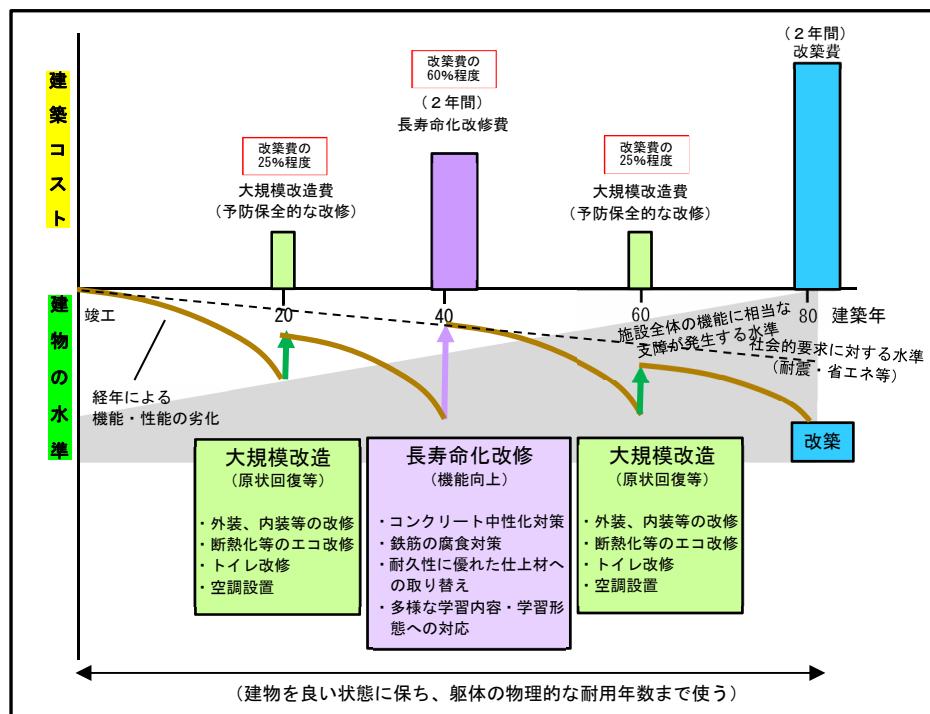 建築コスト
建物の水準
改築費の
25%程度
大規模改造費
（予防保全的な改修）
改築費の
60%程度
（２年間）
長寿命化改修費
改築費の
25%程度
大規模改造費
（予防保全的な改修）
（２年間）
改築費
竣工
20
40
60
80
建築年
経年による
機能・性能の劣化
施設全体の機能に相当な
支障が発生する水準
社会的要求に対する水準
（耐震・省エネ等）
改築
大規模改造
（原状回復等）
・外装、内装等の改修
・断熱化等のエコ改修
・トイレ改修
・空調設置
長寿命化改修
（機能向上）
・コンクリート中性化対策
・鉄筋の腐食対策
・耐久性に優れた仕上材へ
の取り替え
・多様な学習内容・学習形
態への対応
大規模改造
（原状回復等）
・外装、内装等の改修
・断熱化等のエコ改修
・トイレ改修
・空調設置
（建物を良い状態に保ち、躯体の物理的な耐用年数まで使う）